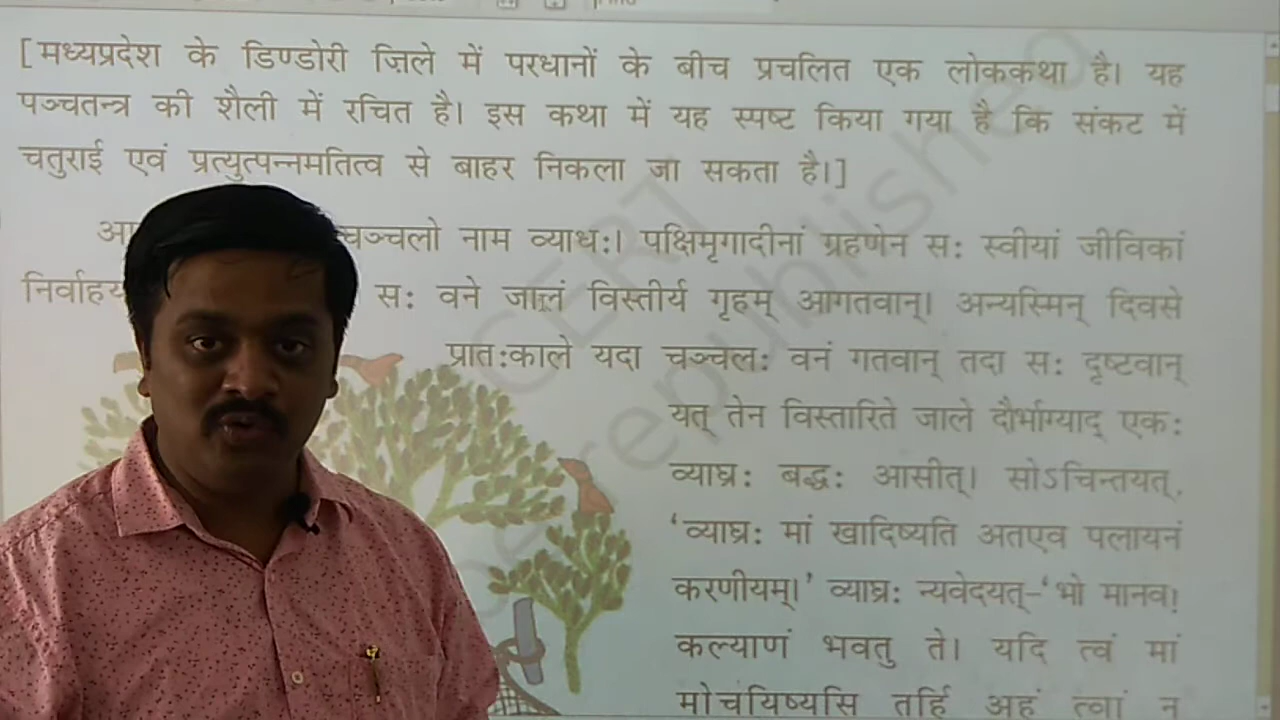 [मध्यप्रदेश के डिण्डोरी ज़िले में परधानों के बीच प्रचलित एक लोककथा है। यह
पञ्चतन्त्र की शैली में रचित है। इस कथा में यह स्पष्ट किया गया है कि संकट में
चतुराई एवं प्रत्युत्पन्नमतित्व से बाहर निकला जा सकता है।]
चञ्चलो नाम व्याधः। पक्षिमृगादीनां ग्रहणेन सः स्वीयां जीविकां
सः वने जालं विस्तीर्य गृहम् आगतवान्। अन्यस्मिन् दिवसे
प्रातःकाले यदा चञ्चलः वनं गतवान् तदा सः दृष्टवान्
यत् तेन विस्तारिते जाले दौर्भाग्याद् एकः
व्याघ्रः बद्धः आसीत्। सोऽचिन्तयत्,
'व्याघ्रः मां खादिष्यति अतएव पलायनं
करणीयम्।' व्याघ्रः न्यवेदयत्-'भो मानव!
कल्याणं भवतु ते। यदि त्वं मां
मोचयिष्यसि तर्हि अहं त्वां न